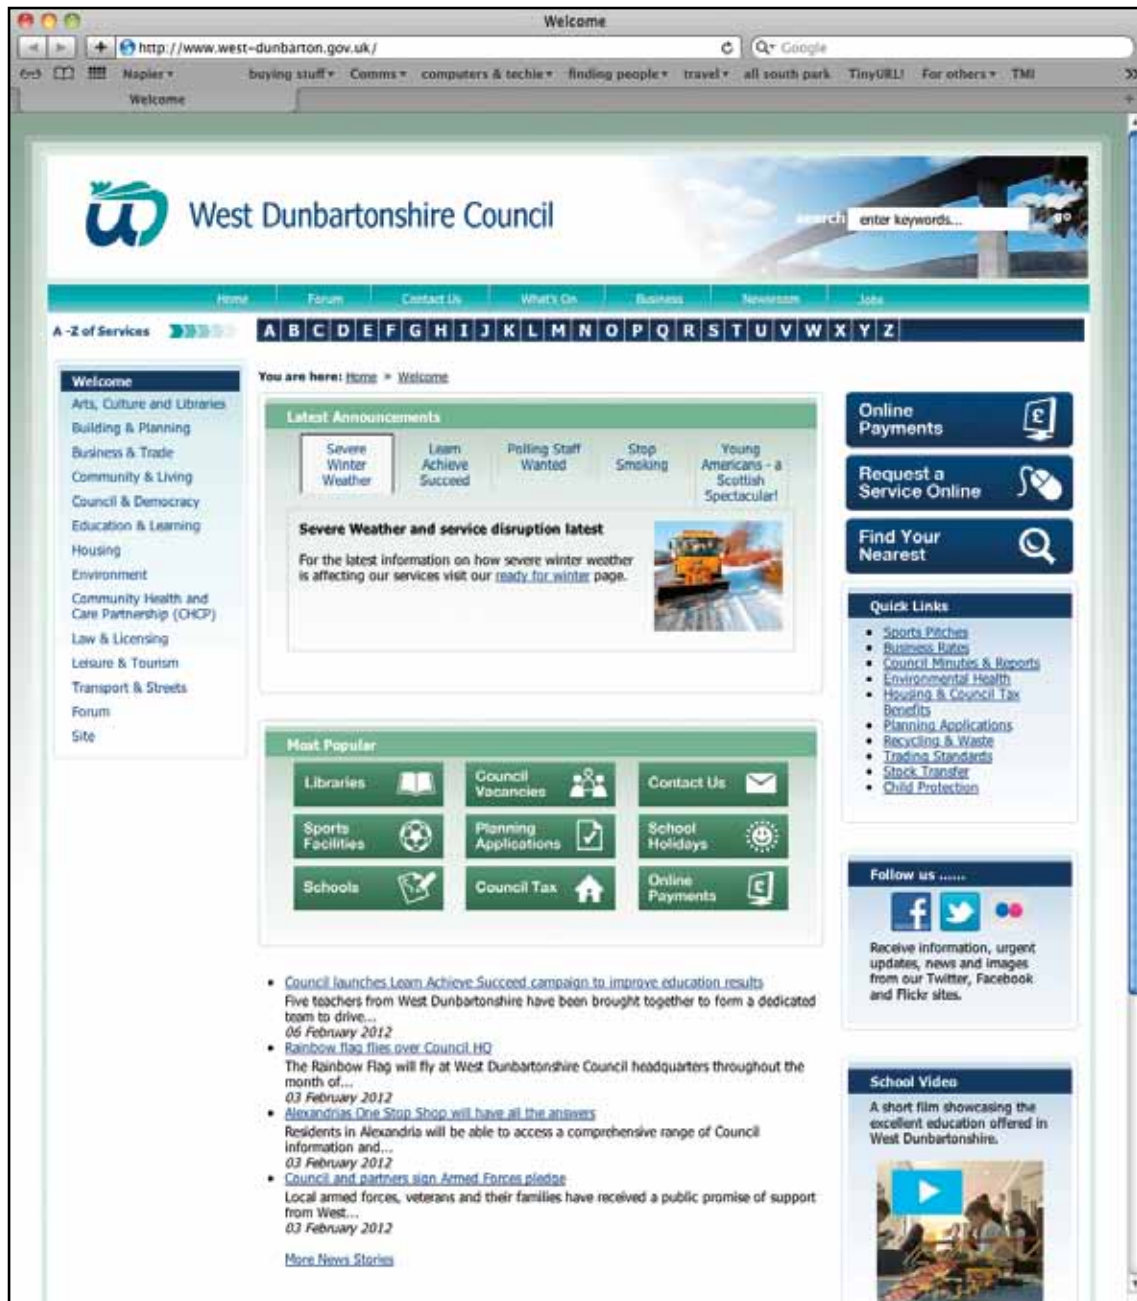 Welcome
http://www.west-dunbarton.gov.uk/
Google
Napier
buying stuff
Comms
computers & techie
finding people
travel
all south park
TinyURL!
For others
TMI
Welcome
West Dunbartonshire Council
search
enter keywords...
go
Home
Forum
Contact Us
What's On
Business
Newsroom
Jobs
A -Z of Services
A B C D E F G H I J K L M N O P Q R S T U V W X Y Z
Welcome
Arts, Culture and Libraries
Building & Planning
Business & Trade
Community & Living
Council & Democracy
Education & Learning
Housing
Environment
Community Health and
Care Partnership (CHCP)
Law & Licensing
Leisure & Tourism
Transport & Streets
Forum
Site
You are here: Home » Welcome
Latest Announcements
Severe
Winter
Weather
Learn
Achieve
Succeed
Polling Staff
Wanted
Stop
Smoking
Young
Americans - a
Scottish
Spectacular!
Severe Weather and service disruption latest
For the latest information on how severe winter weather
is affecting our services visit our ready for winter page.
Most Popular
Libraries
Council
Vacancies
Contact Us
Sports
Facilities
Planning
Applications
School
Holidays
Schools
Council Tax
Online
Payments
Council launches Learn Achieve Succeed campaign to improve education results
Five teachers from West Dunbartonshire have been brought together to form a dedicated
team to drive...
06 February 2012
Rainbow flag flies over Council HQ
The Rainbow Flag will fly at West Dunbartonshire Council headquarters throughout the
month of...
03 February 2012
Alexandrias One Stop Shop will have all the answers
Residents in Alexandria will be able to access a comprehensive range of Council
information and...
03 February 2012
Council and partners sign Armed Forces pledge
Local armed forces, veterans and their families have received a public promise of support
from West...
03 February 2012
More News Stories
Online
Payments
Request a
Service Online
Find Your
Nearest
Quick Links
Sports Pitches
Business Rates
Council Minutes & Reports
Environmental Health
Housing & Council Tax
Benefits
Planning Applications
Recycling & Waste
Trading Standards
Stock Transfer
Child Protection
Follow us ......
Receive information, urgent
updates, news and images
from our Twitter, Facebook
and Flickr sites.
School Video
A short film showcasing the
excellent education offered in
West Dunbartonshire.